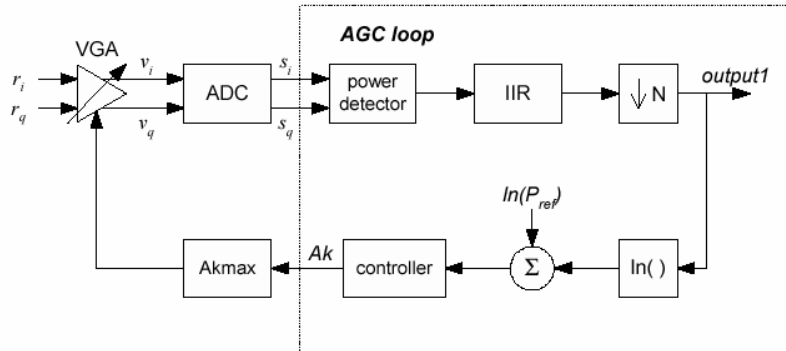 AGC loop
VGA
r_i
r_q
v_i
v_q
ADC
s_i
s_q
power
detector
IIR
↓ N
output1
ln(P_ref)
Akmax
Ak
controller
Σ
ln( )